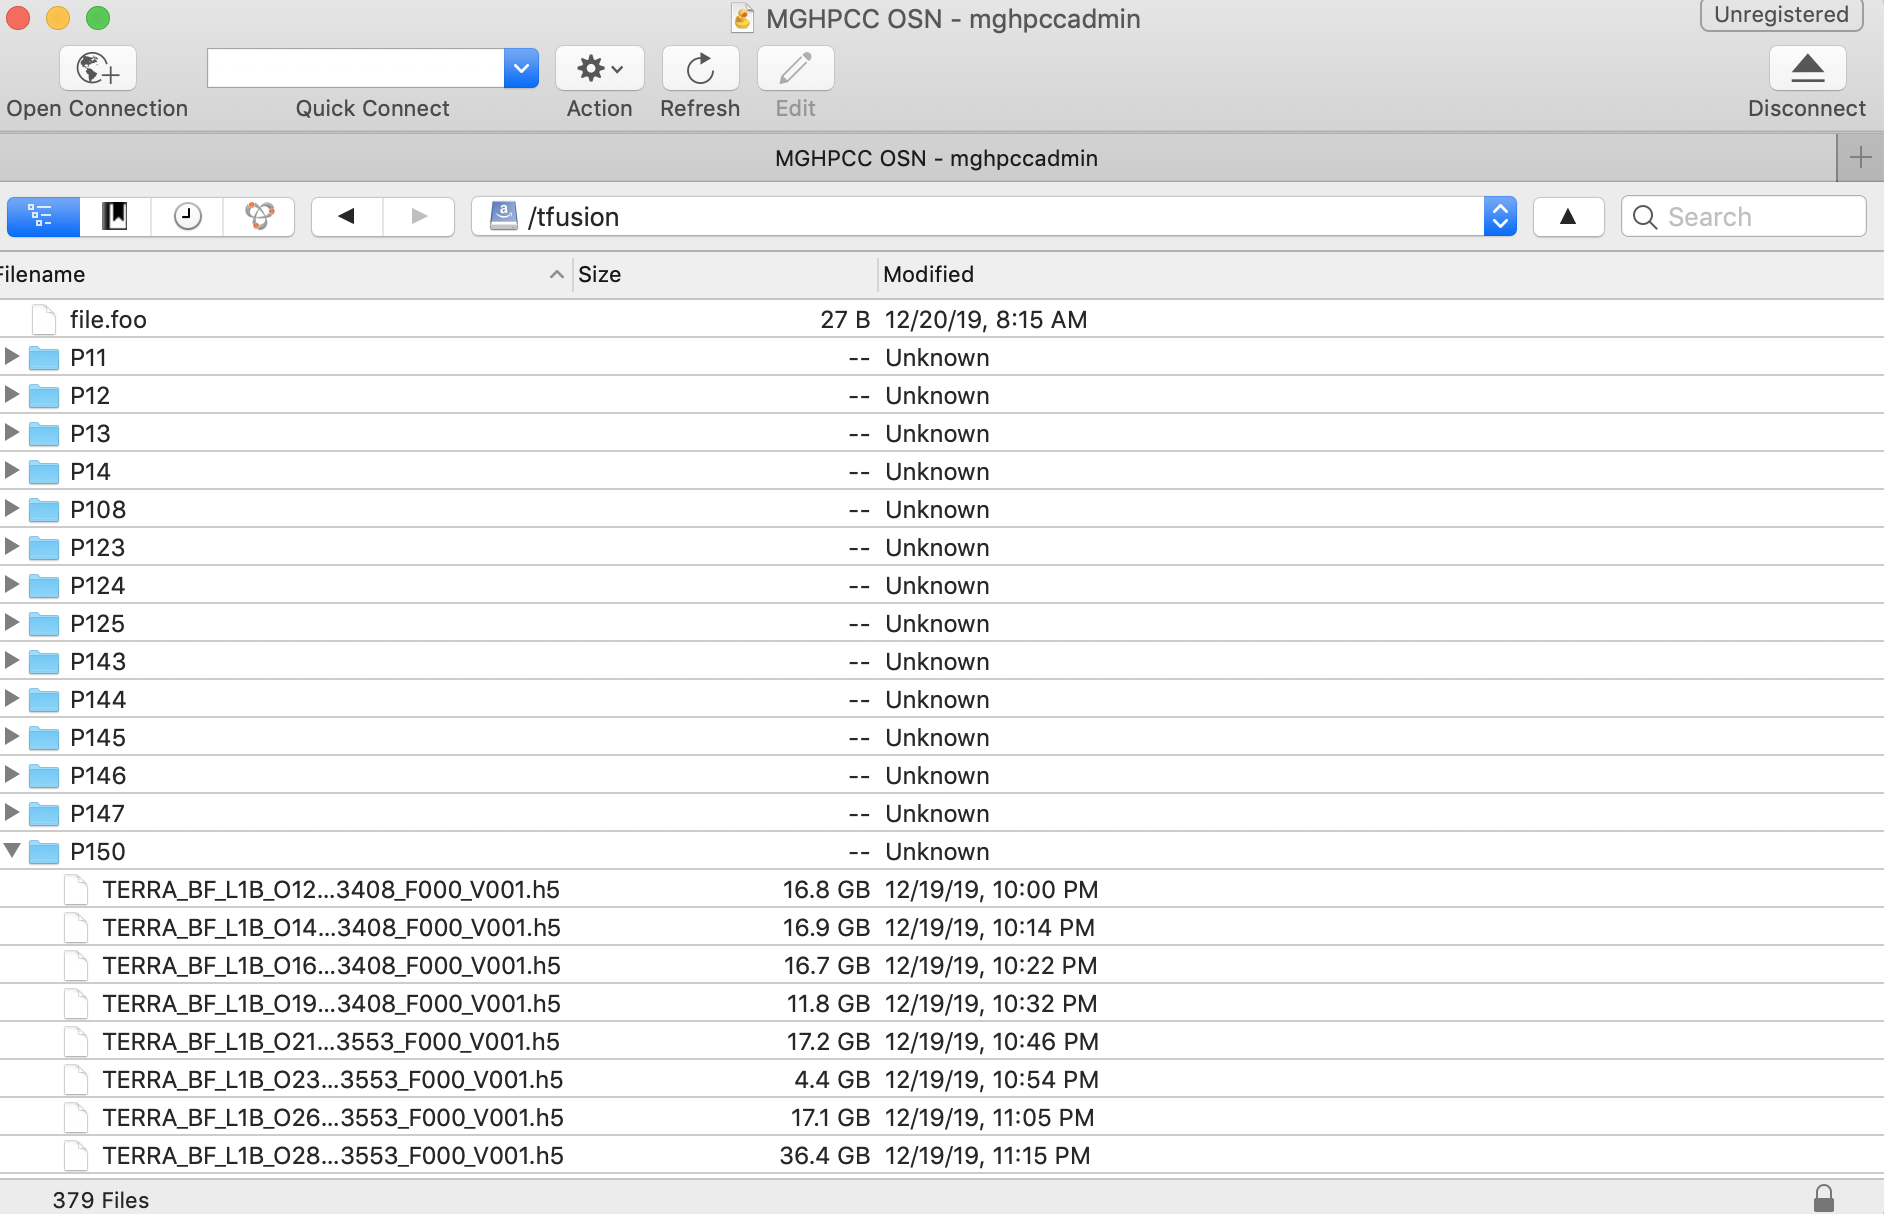 MGHPCC OSN - mghpccadmin
Unregistered
Open Connection
Quick Connect
Action
Refresh
Edit
Disconnect
MGHPCC OSN - mghpccadmin
/tfusion
Search
Filename Size Modified
file.foo 27 B 12/20/19, 8:15 AM
P11 -- Unknown
P12 -- Unknown
P13 -- Unknown
P14 -- Unknown
P108 -- Unknown
P123 -- Unknown
P124 -- Unknown
P125 -- Unknown
P143 -- Unknown
P144 -- Unknown
P145 -- Unknown
P146 -- Unknown
P147 -- Unknown
P150 -- Unknown
TERRA_BF_L1B_O12...3408_F000_V001.h5 16.8 GB 12/19/19, 10:00 PM
TERRA_BF_L1B_O14...3408_F000_V001.h5 16.9 GB 12/19/19, 10:14 PM
TERRA_BF_L1B_O16...3408_F000_V001.h5 16.7 GB 12/19/19, 10:22 PM
TERRA_BF_L1B_O19...3408_F000_V001.h5 11.8 GB 12/19/19, 10:32 PM
TERRA_BF_L1B_O21...3553_F000_V001.h5 17.2 GB 12/19/19, 10:46 PM
TERRA_BF_L1B_O23...3553_F000_V001.h5 4.4 GB 12/19/19, 10:54 PM
TERRA_BF_L1B_O26...3553_F000_V001.h5 17.1 GB 12/19/19, 11:05 PM
TERRA_BF_L1B_O28...3553_F000_V001.h5 36.4 GB 12/19/19, 11:15 PM
379 Files